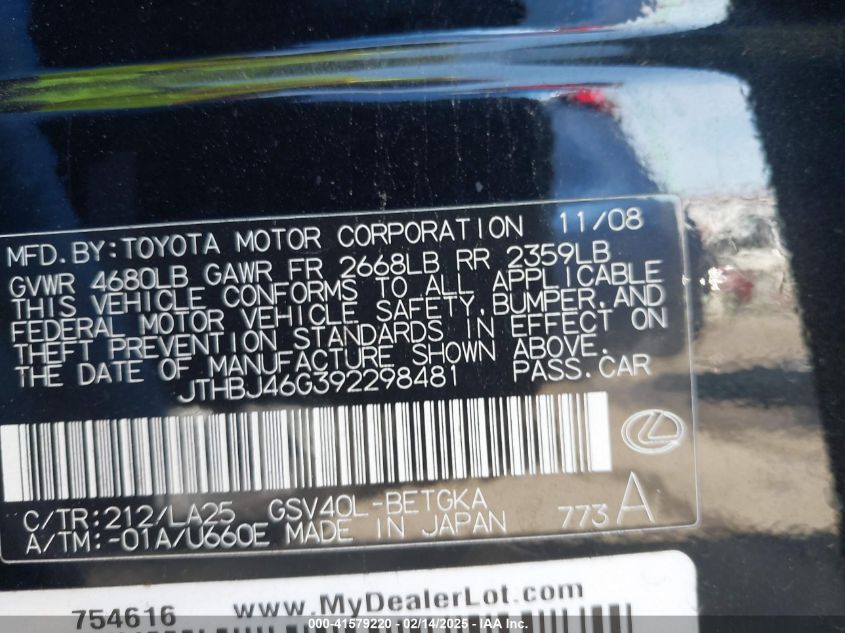 MFD.BY:TOYOTA MOTOR CORPORATION 11/08
GVWR 4680LB GAWR FR 2668LB RR 2359LB
THIS VEHICLE CONFORMS TO ALL APPLICABLE
FEDERAL MOTOR VEHICLE SAFETY,BUMPER,AND
THEFT PREVENTION STANDARDS IN EFFECT ON
THE DATE OF MANUFACTURE SHOWN ABOVE.
JTHBJ46G392298481 PASS.CAR
C/TR:212/LA25 GSV40L-BETGKA
A/TM:-01A/U660E MADE IN JAPAN 773A
754616 www.MyDealerLot.com
000-41579220 - 02/14/2025 - IAA Inc.